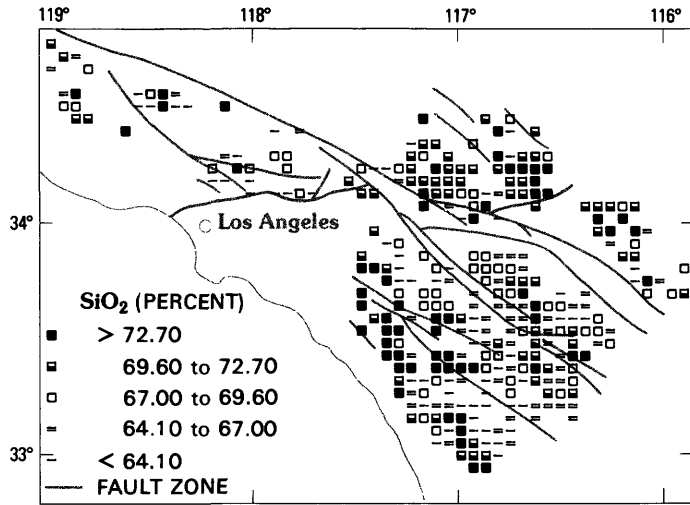 119° 118° 117° 116°
34°
Los Angeles
SiO₂ (PERCENT)
> 72.70
69.60 to 72.70
67.00 to 69.60
64.10 to 67.00
< 64.10
33°
FAULT ZONE